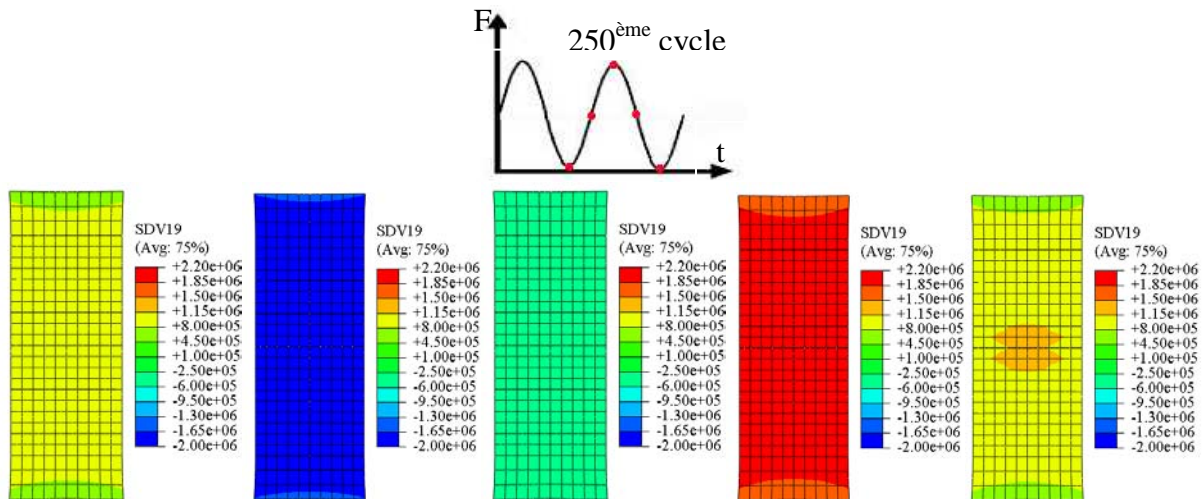 F
250ème cycle
t
SDV19
(Avg: 75%)
+2.20e+06
+1.85e+06
+1.50e+06
+1.15e+06
+8.00e+05
+4.50e+05
+1.00e+05
-2.50e+05
-6.00e+05
-9.50e+05
-1.30e+06
-1.65e+06
-2.00e+06
SDV19
(Avg: 75%)
+2.20e+06
+1.85e+06
+1.50e+06
+1.15e+06
+8.00e+05
+4.50e+05
+1.00e+05
-2.50e+05
-6.00e+05
-9.50e+05
-1.30e+06
-1.65e+06
-2.00e+06
SDV19
(Avg: 75%)
+2.20e+06
+1.85e+06
+1.50e+06
+1.15e+06
+8.00e+05
+4.50e+05
+1.00e+05
-2.50e+05
-6.00e+05
-9.50e+05
-1.30e+06
-1.65e+06
-2.00e+06
SDV19
(Avg: 75%)
+2.20e+06
+1.85e+06
+1.50e+06
+1.15e+06
+8.00e+05
+4.50e+05
+1.00e+05
-2.50e+05
-6.00e+05
-9.50e+05
-1.30e+06
-1.65e+06
-2.00e+06
SDV19
(Avg: 75%)
+2.20e+06
+1.85e+06
+1.50e+06
+1.15e+06
+8.00e+05
+4.50e+05
+1.00e+05
-2.50e+05
-6.00e+05
-9.50e+05
-1.30e+06
-1.65e+06
-2.00e+06